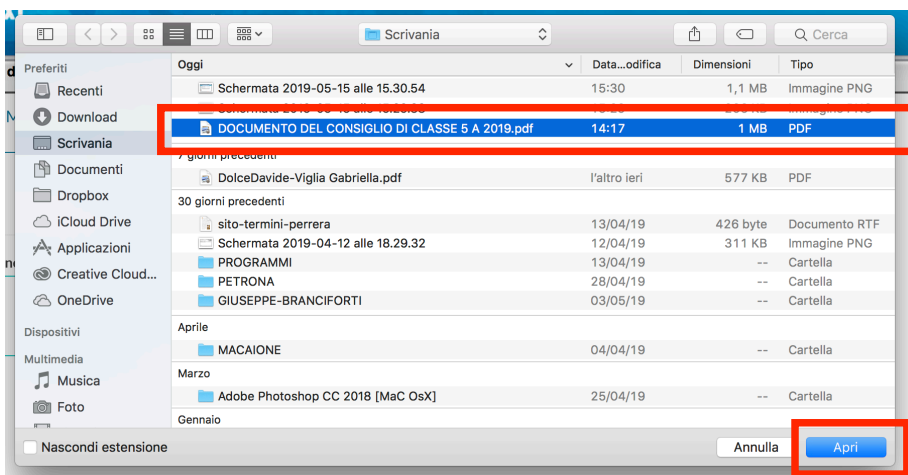 Scrivania
Cerca
Preferiti
Oggi Data...odifica Dimensioni Tipo
Recenti
Schermata 2019-05-15 alle 15.30.54 15:30 1,1 MB Immagine PNG
Download
DOCUMENTO DEL CONSIGLIO DI CLASSE 5 A 2019.pdf 14:17 1 MB PDF
Scrivania
7 giorni precedenti
Documenti
DolceDavide-Viglia Gabriella.pdf l'altro ieri 577 KB PDF
Dropbox
30 giorni precedenti
iCloud Drive
sito-termini-perrera 13/04/19 426 byte Documento RTF
Applicazioni
Schermata 2019-04-12 alle 18.29.32 12/04/19 311 KB Immagine PNG
PROGRAMMI 13/04/19 -- Cartella
Creative Cloud...
PETRONA 28/04/19 -- Cartella
OneDrive
GIUSEPPE-BRANCIFORTI 03/05/19 -- Cartella
Dispositivi
Aprile
MACAIONE 04/04/19 -- Cartella
Multimedia
Marzo
Musica
Adobe Photoshop CC 2018 [MaC OsX] 25/04/19 -- Cartella
Foto
Gennaio
Nascondi estensione
Annulla
Apri